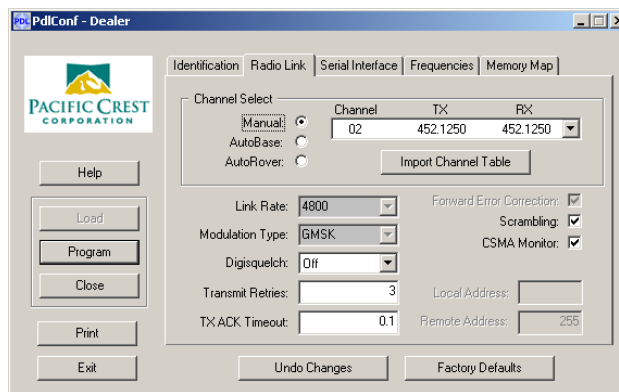 PDL PdlConf - Dealer
PACIFIC CREST
CORPORATION
Help
Load
Program
Close
Print
Exit
Identification Radio Link Serial Interface Frequencies Memory Map
Channel Select
Channel TX RX
Manual: 02 452.1250 452.1250
AutoBase:
AutoRover: Import Channel Table
Link Rate: 4800 Forward Error Correction:
Scrambling:
Modulation Type: GMSK CSMA Monitor:
Digisquelch: Off
Transmit Retries: 3 Local Address:
TX ACK Timeout: 0.1 Remote Address: 255
Undo Changes Factory Defaults